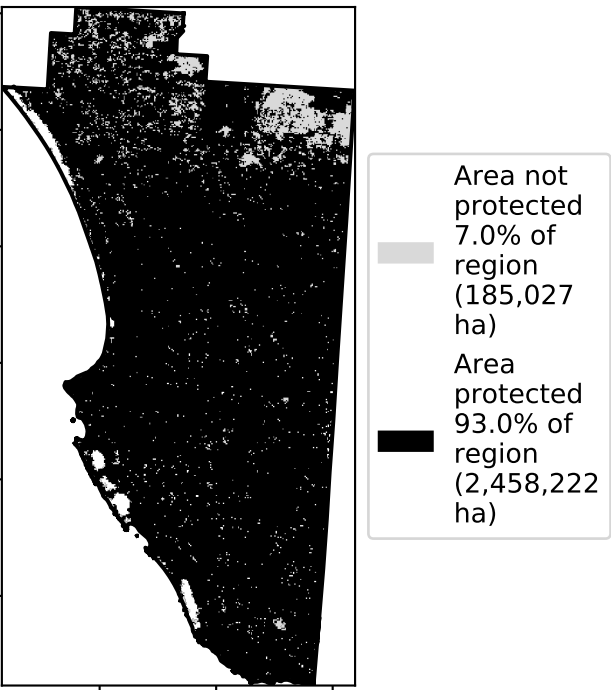 Area not
protected
7.0% of
region
(185,027
ha)
Area
protected
93.0% of
region
(2,458,222
ha)